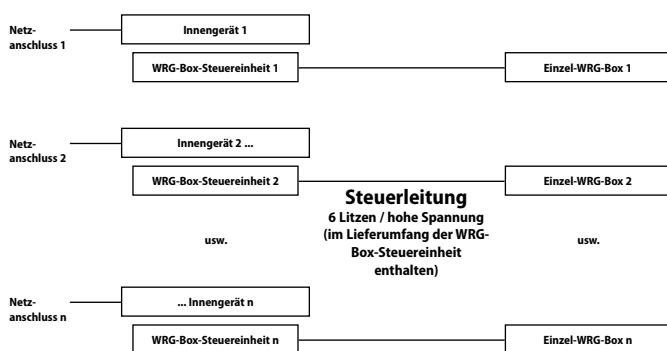 Netz-
anschluss 1
Innengerät 1
WRG-Box-Steuereinheit 1
Einzel-WRG-Box 1
Netz-
anschluss 2
Innengerät 2 ...
WRG-Box-Steuereinheit 2
Einzel-WRG-Box 2
Steuerleitung
6 Litzen / hohe Spannung
(im Lieferumfang der WRG-
Box-Steuereinheit
enthalten)
usw.
usw.
Netz-
anschluss n
... Innengerät n
WRG-Box-Steuereinheit n
Einzel-WRG-Box n